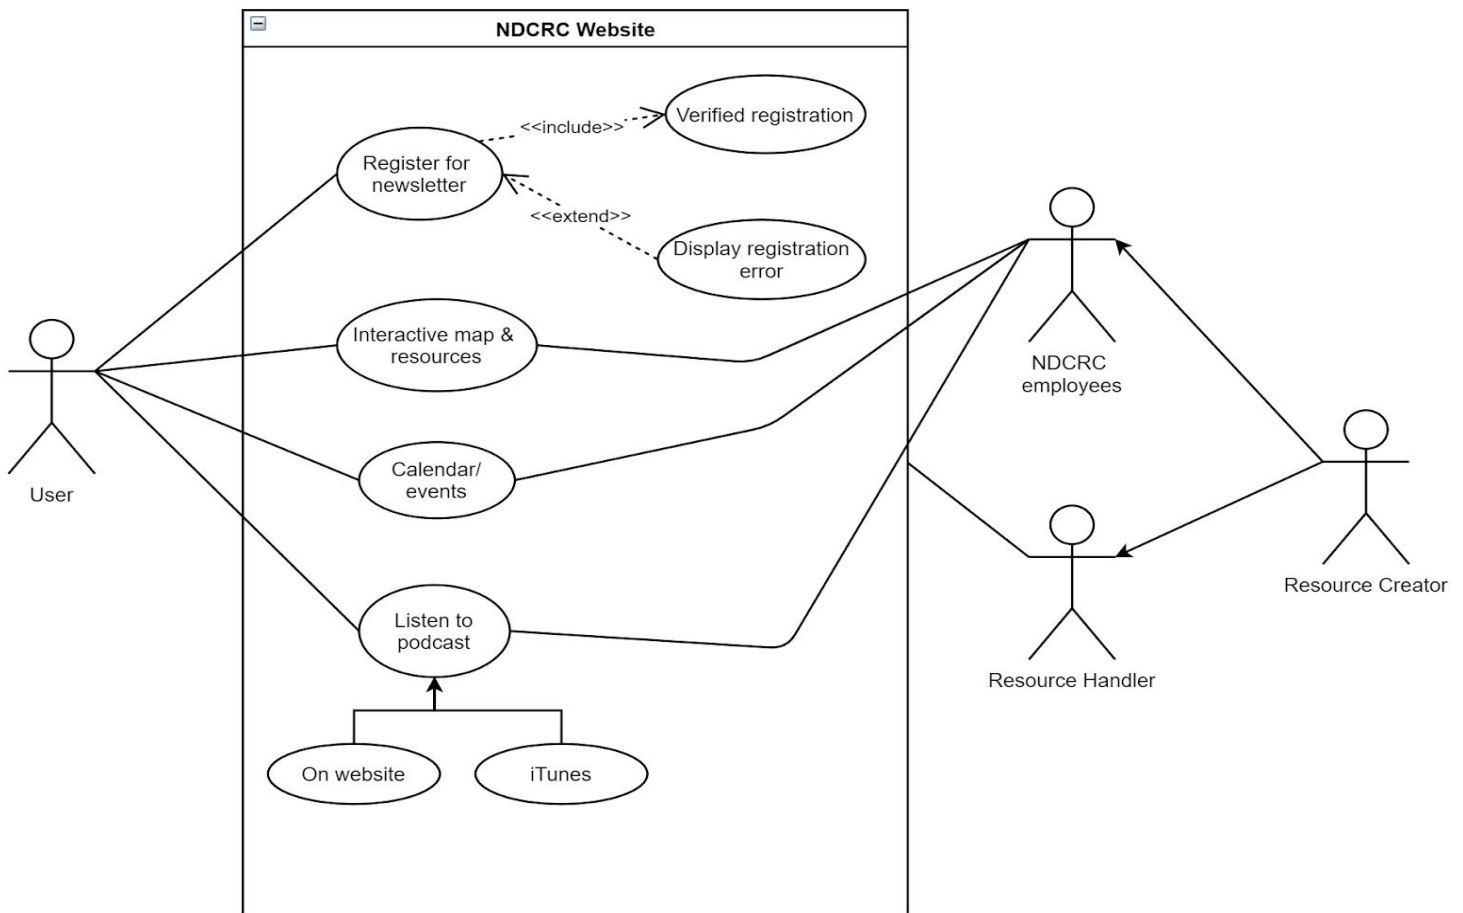 NDCRC Website
Verified registration
<<include>>
Register for
newsletter
<<extend>>
Display registration
error
Interactive map &
resources
NDCRC
employees
Calendar/
events
User
Resource Creator
Listen to
podcast
Resource Handler
On website
iTunes